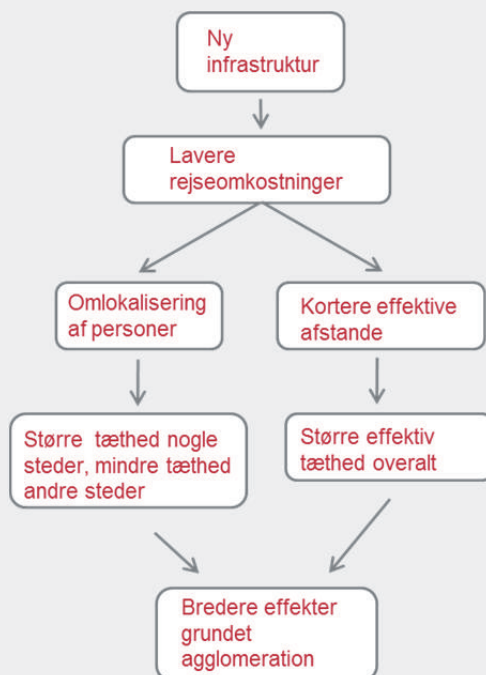 Ny
infrastruktur
Lavere
rejseomkostninger
Omlokalisering
af personer
Kortere effektive
afstande
Større tæthed nogle
steder, mindre tæthed
andre steder
Større effektiv
tæthed overalt
Bredere effekter
grundet
agglomeration